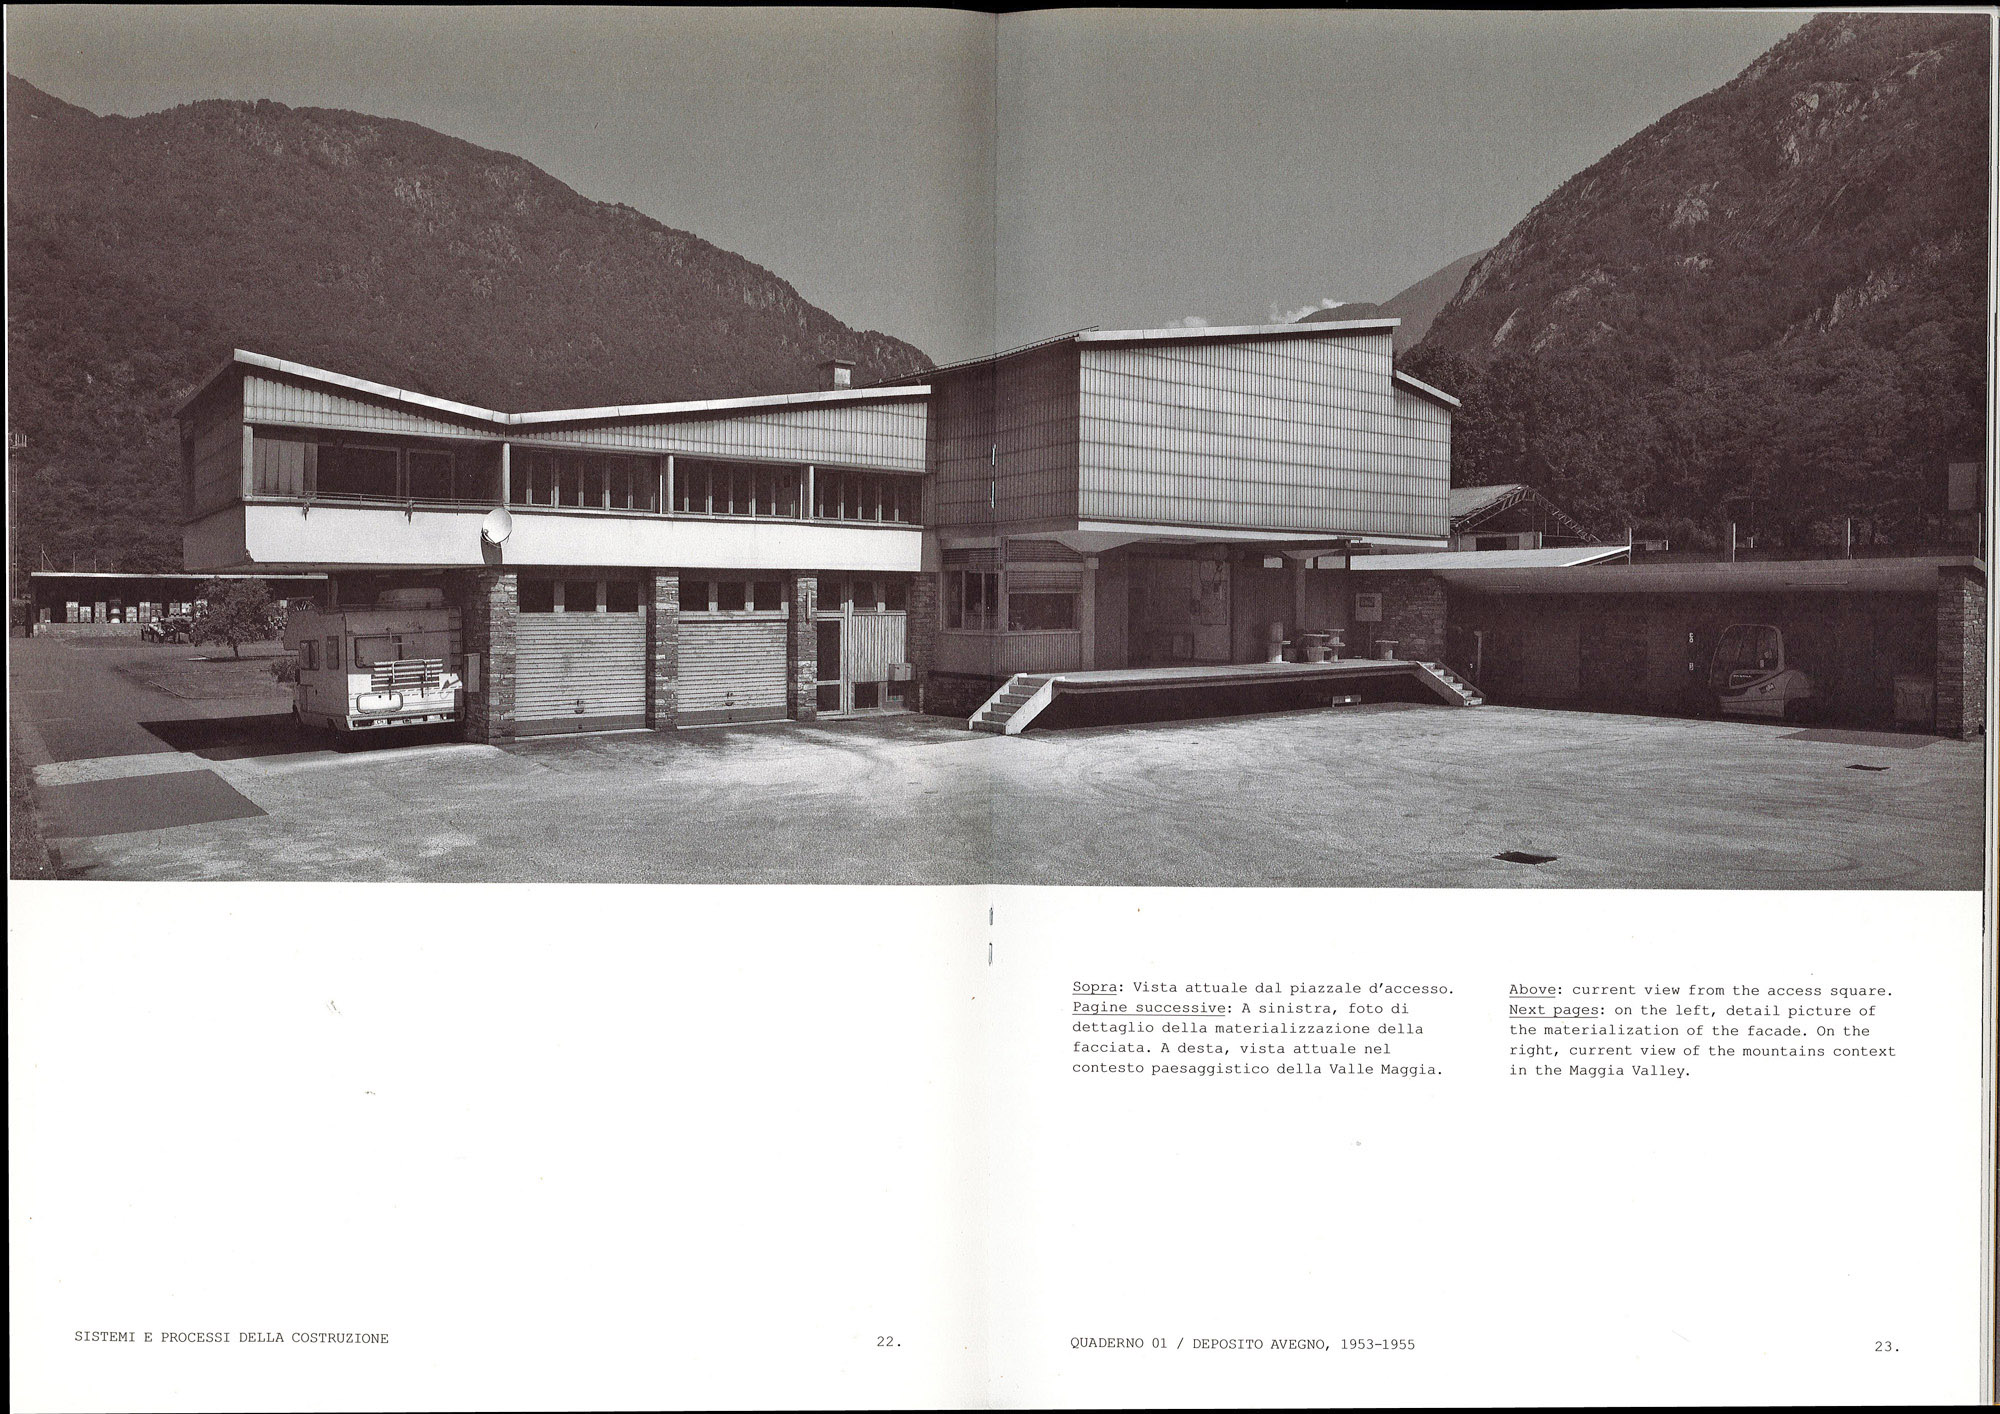 Sopra: Vista attuale dal piazzale d'accesso.
Pagine successive: A sinistra, foto di
dettaglio della materializzazione della
facciata. A desta, vista attuale nel
contesto paesaggistico della Valle Maggia.
Above: current view from the access square.
Next pages: on the left, detail picture of
the materialization of the facade. On the
right, current view of the mountains context
in the Maggia Valley.
SISTEMI E PROCESSI DELLA COSTRUZIONE
22.
QUADERNO 01 / DEPOSITO AVEGNO, 1953-1955
23.